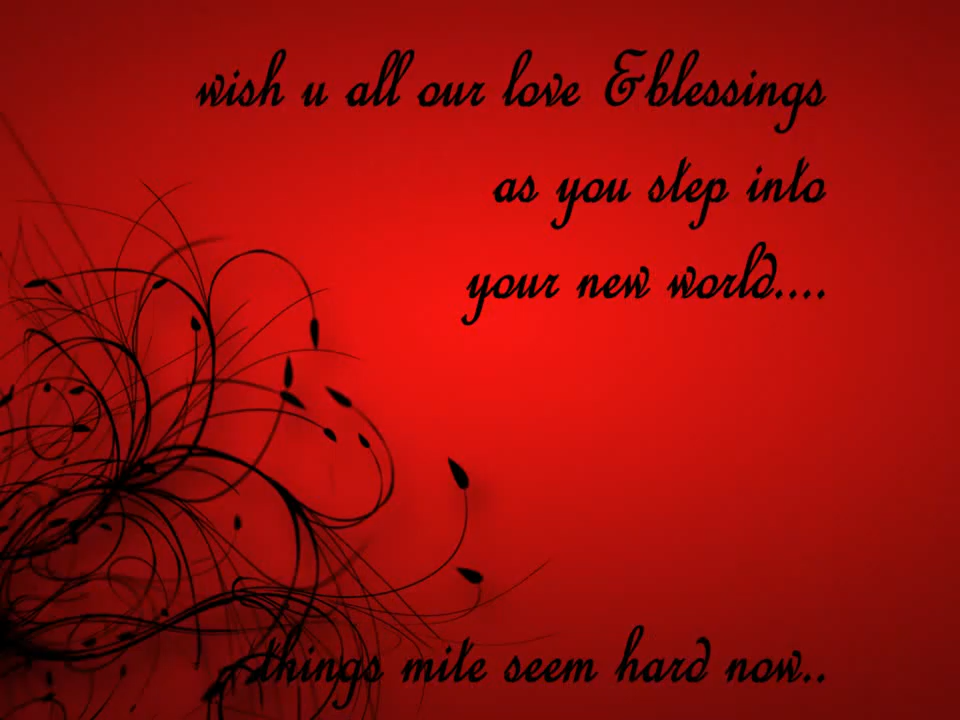 wish u all our love &blessings
as you step into
your new world....
things mite seem hard now..